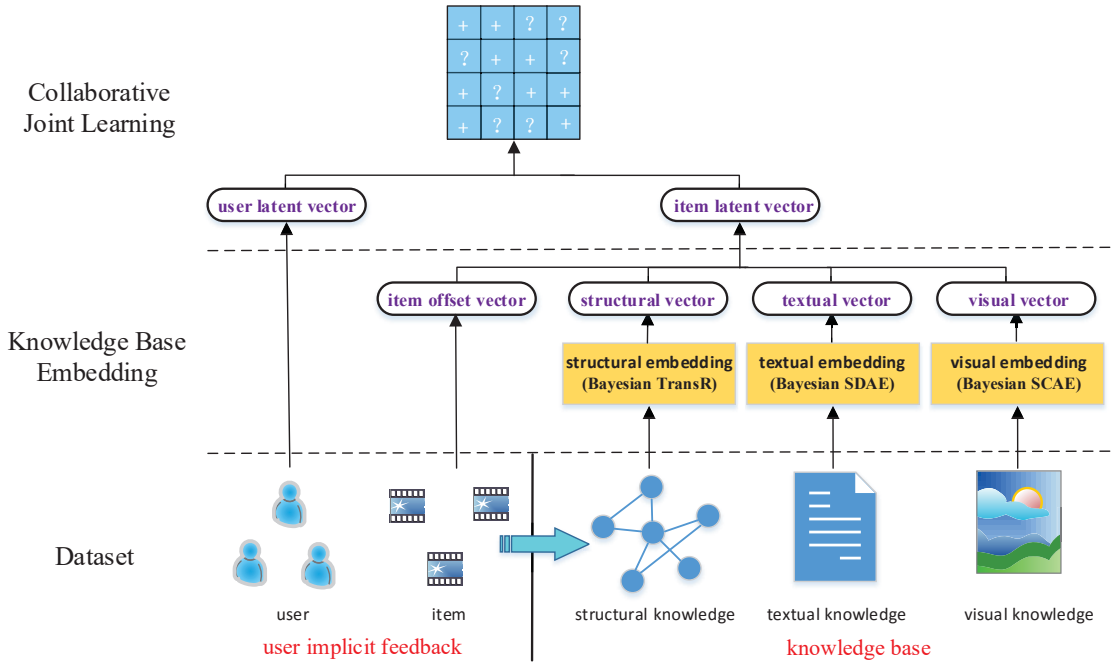 + + ? ?
? + + ?
+ ? + +
+ ? ? +
Collaborative
Joint Learning
user latent vector
item latent vector
item offset vector
structural vector
textual vector
visual vector
Knowledge Base
Embedding
structural embedding
(Bayesian TransR)
textual embedding
(Bayesian SDAE)
visual embedding
(Bayesian SCAE)
Dataset
user
item
structural knowledge
textual knowledge
visual knowledge
user implicit feedback
knowledge base